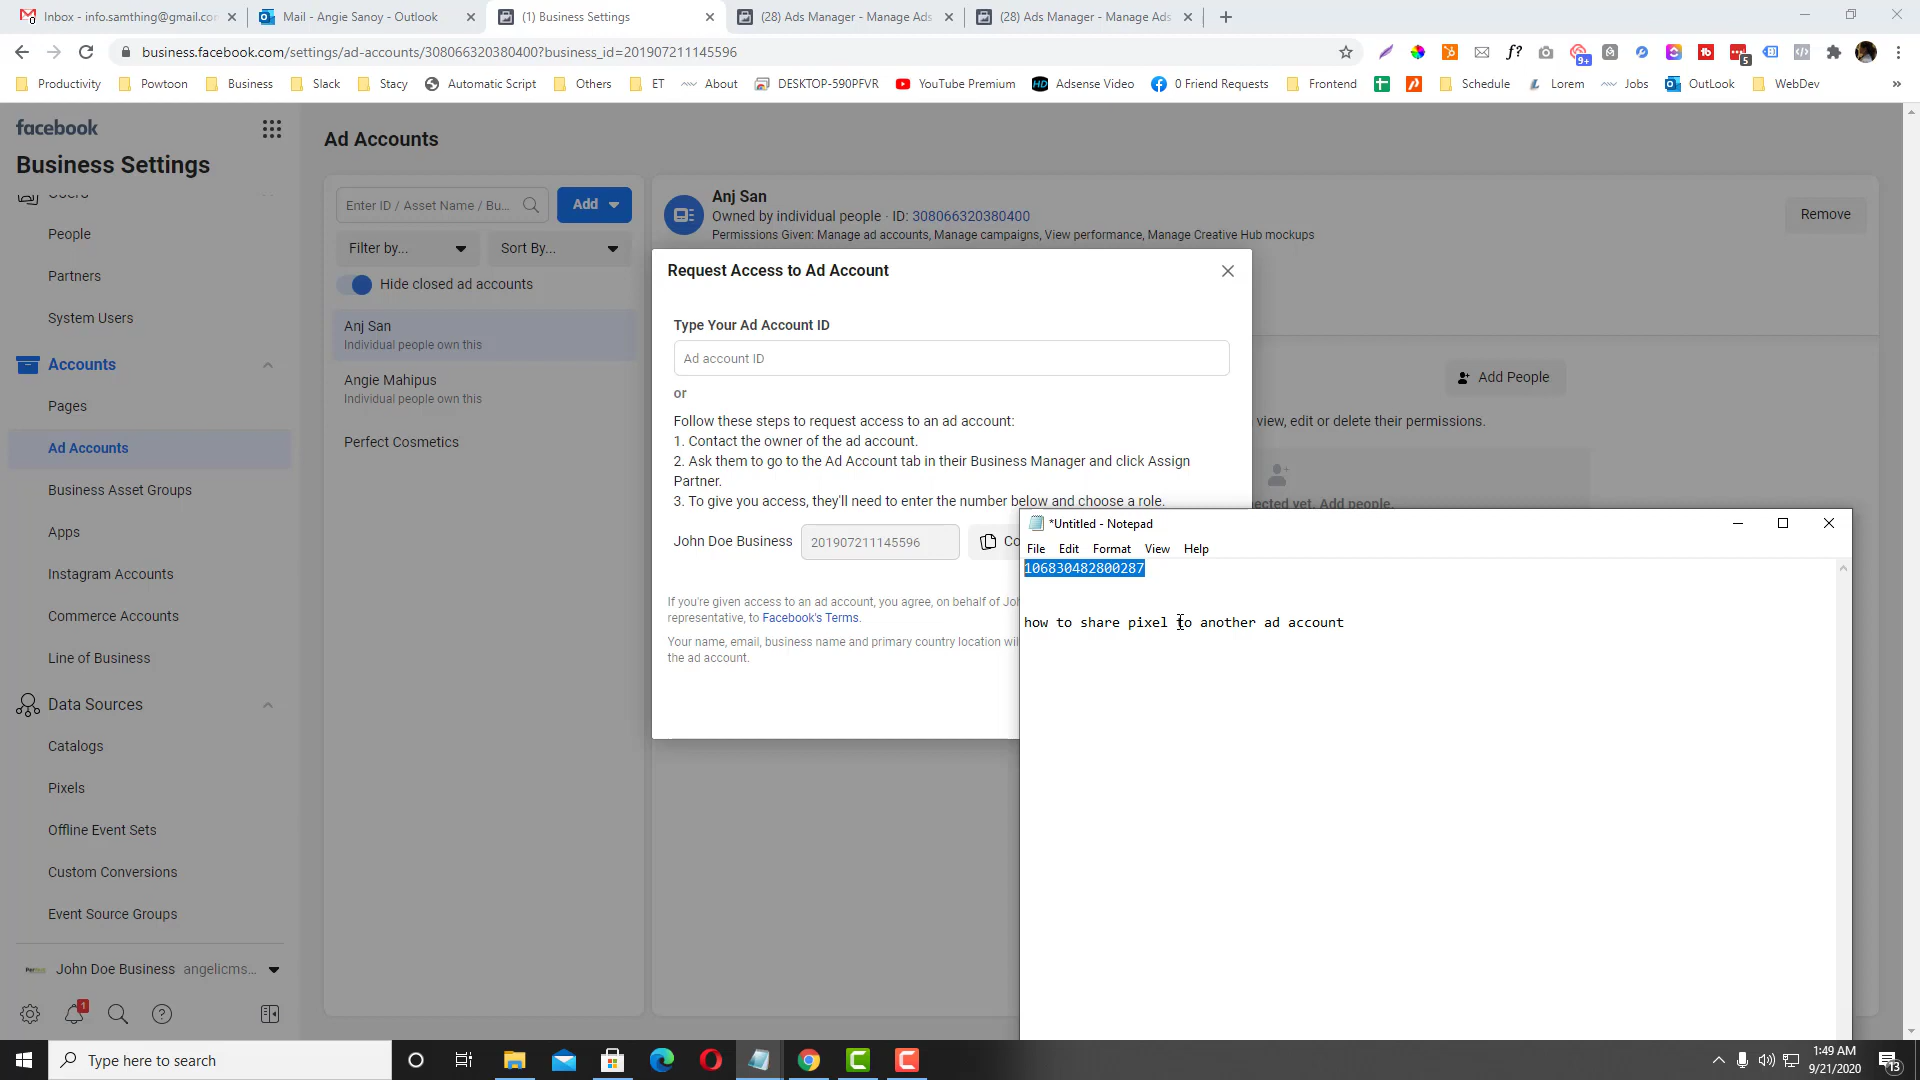 Inbox - info.samthing@gmail.co
Mail - Angie Sanoy - Outlook
(1) Business Settings
(28) Ads Manager - Manage Ads
(28) Ads Manager - Manage Ads
business.facebook.com/settings/ad-accounts/308066320380400?business_id=201907211145596
f?
9+
5
Productivity
Powtoon
Business
Slack
Stacy
Automatic Script
Others
ET
About
DESKTOP-590PFVR
YouTube Premium
HD
Adsense Video
0 Friend Requests
Frontend
Schedule
Lorem
Jobs
OutLook
WebDev
»
facebook
Business Settings
Users
People
Partners
System Users
Accounts
Pages
Ad Accounts
Business Asset Groups
Apps
Instagram Accounts
Commerce Accounts
Line of Business
Data Sources
Catalogs
Pixels
Offline Event Sets
Custom Conversions
Event Source Groups
John Doe Business angelicms...
1
Ad Accounts
Enter ID / Asset Name / Bu...
Add
Filter by...
Sort By...
Hide closed ad accounts
Anj San
Individual people own this
Angie Mahipus
Individual people own this
Perfect Cosmetics
Anj San
Owned by individual people · ID: 308066320380400
Permissions Given: Manage ad accounts, Manage campaigns, View performance, Manage Creative Hub mockups
Remove
Add People
view, edit or delete their permissions.
ected yet. Add people.
Request Access to Ad Account
Type Your Ad Account ID
Ad account ID
or
Follow these steps to request access to an ad account:
1. Contact the owner of the ad account.
2. Ask them to go to the Ad Account tab in their Business Manager and click Assign
Partner.
3. To give you access, they'll need to enter the number below and choose a role.
John Doe Business
201907211145596
Co
If you're given access to an ad account, you agree, on behalf of Joh
representative, to Facebook's Terms.
Your name, email, business name and primary country location wil
the ad account.
*Untitled - Notepad
File
Edit
Format
View
Help
106830482800287
how to share pixel to another ad account
Type here to search
1:49 AM
9/21/2020
13